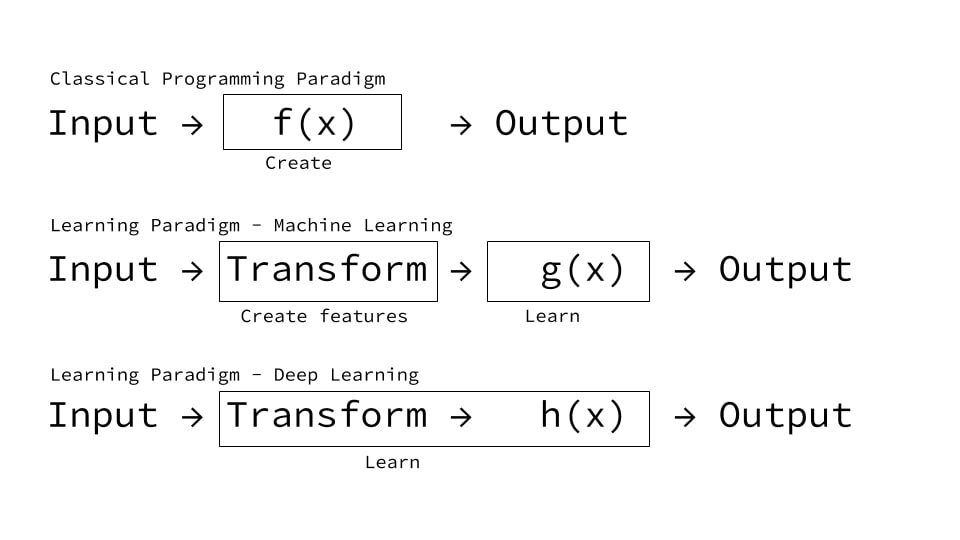 Classical Programming Paradigm
Input → f(x) → Output
Create
Learning Paradigm - Machine Learning
Input → Transform → g(x) → Output
Create features Learn
Learning Paradigm - Deep Learning
Input → Transform → h(x) → Output
Learn